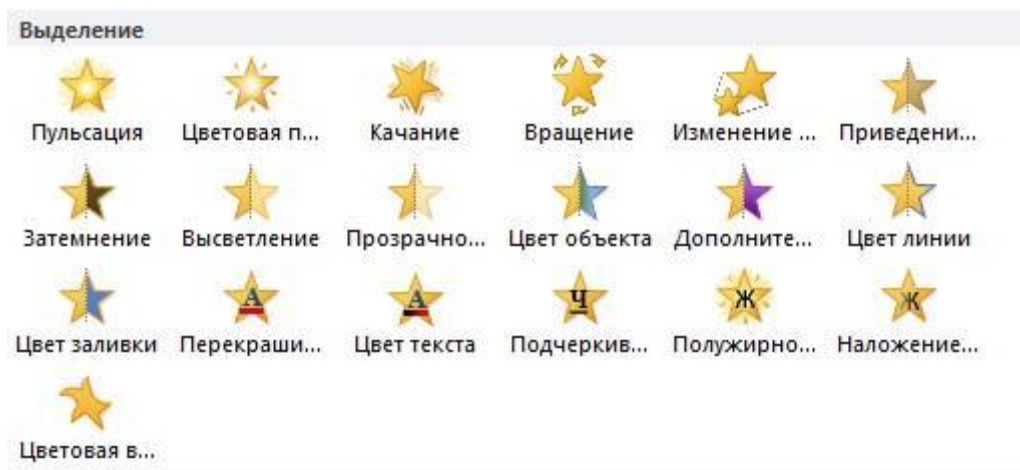 Выделение
Пульсация Цветовая п... Качание Вращение Изменение ... Приведени...
Затемнение Высветление Прозрачно... Цвет объекта Дополните... Цвет линии
Цвет заливки Перекраши... Цвет текста Подчеркив... Полужирно... Наложение...
Цветовая в...